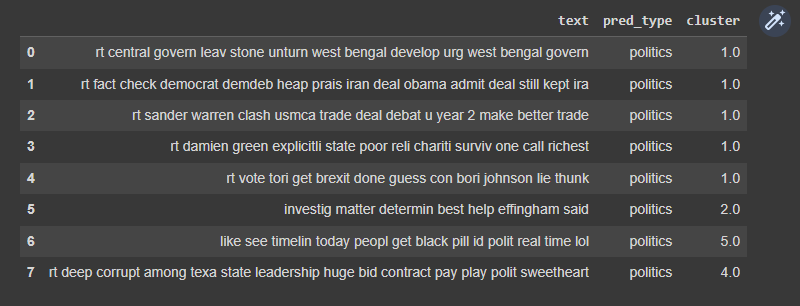 text pred_type cluster
0 rt central govern leav stone unturn west bengal develop urg west bengal govern politics 1.0
1 rt fact check democrat demdeb heap prais iran deal obama admit deal still kept ira politics 1.0
2 rt sander warren clash usmca trade deal debat u year 2 make better trade politics 1.0
3 rt damien green explicitli state poor reli chariti surviv one call richest politics 1.0
4 rt vote tori get brexit done guess con bori johnson lie thunk politics 1.0
5 investig matter determin best help effingham said politics 2.0
6 like see timelin today peopl get black pill id polit real time lol politics 5.0
7 rt deep corrupt among texa state leadership huge bid contract pay play polit sweetheart politics 4.0